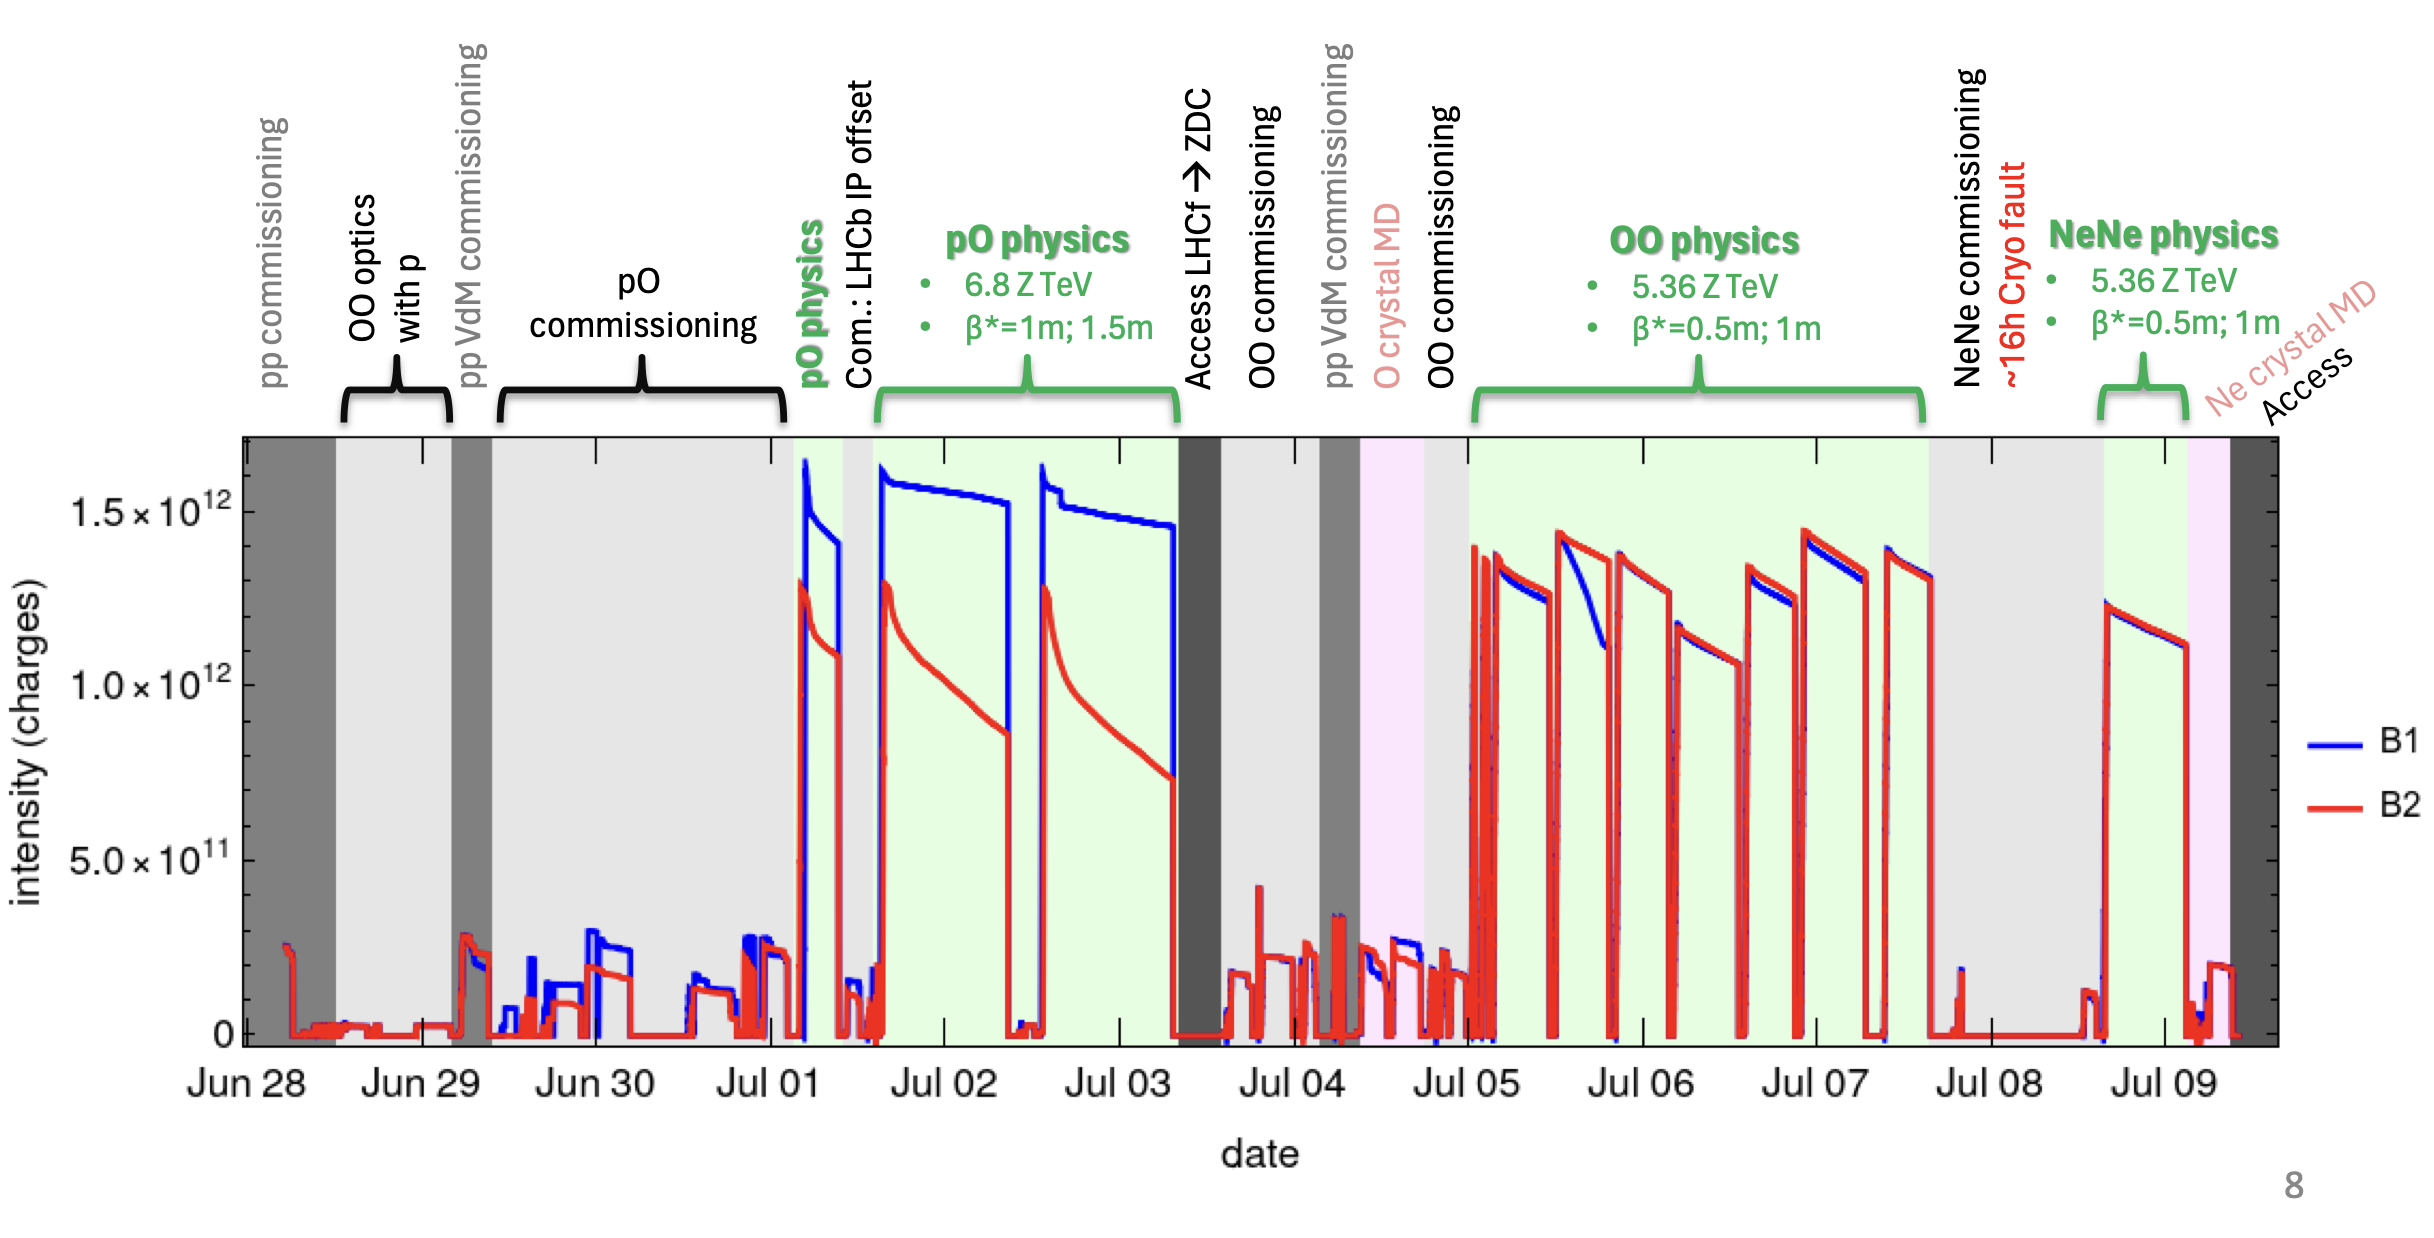 pp commissioning
OO optics
with p
pp VdM commissioning
pO
commissioning
pO physics
Com.: LHCb IP offset
pO physics
• 6.8 Z TeV
• β*=1m; 1.5m
Access LHCf → ZDC
OO commissioning
pp VdM commissioning
O crystal MD
OO commissioning
OO physics
• 5.36 Z TeV
• β*=0.5m; 1m
NeNe commissioning
~16h Cryo fault
NeNe physics
• 5.36 Z TeV
• β*=0.5m; 1m
Ne crystal MD
Access
intensity (charges)
1.5×10¹²
1.0×10¹²
5.0×10¹¹
0
B1
B2
Jun 28 Jun 29 Jun 30 Jul 01 Jul 02 Jul 03 Jul 04 Jul 05 Jul 06 Jul 07 Jul 08 Jul 09
date
8